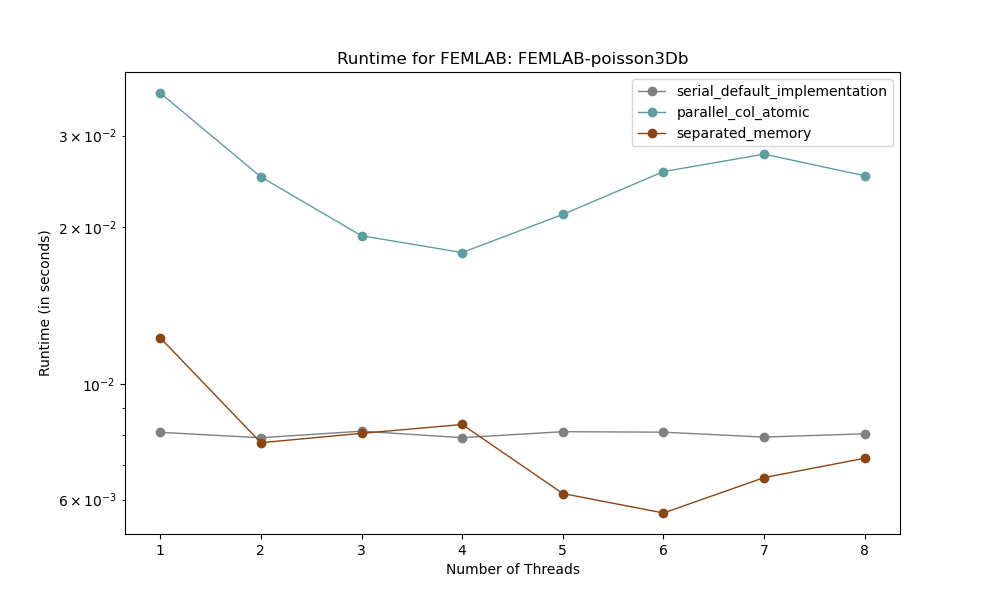 Runtime for FEMLAB: FEMLAB-poisson3Db
serial_default_implementation
parallel_col_atomic
separated_memory
Runtime (in seconds)
3 × 10⁻²
2 × 10⁻²
10⁻²
6 × 10⁻³
1 2 3 4 5 6 7 8
Number of Threads